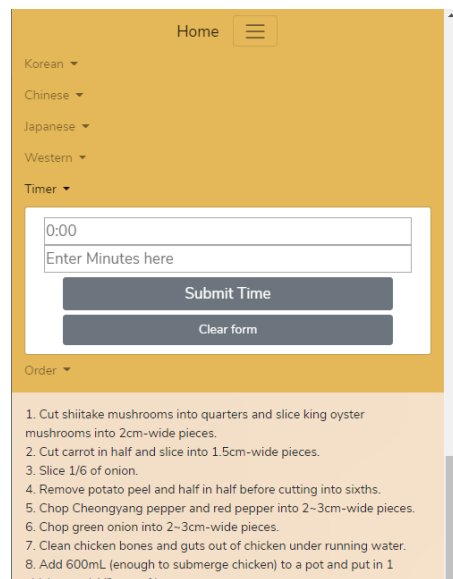 Home
Korean
Chinese
Japanese
Western
Timer
0:00
Enter Minutes here
Submit Time
Clear form
Order
1. Cut shiitake mushrooms into quarters and slice king oyster
mushrooms into 2cm-wide pieces.
2. Cut carrot in half and slice into 1.5cm-wide pieces.
3. Slice 1/6 of onion.
4. Remove potato peel and half in half before cutting into sixths.
5. Chop Cheongyang pepper and red pepper into 2~3cm-wide pieces.
6. Chop green onion into 2~3cm-wide pieces.
7. Clean chicken bones and guts out of chicken under running water.
8. Add 600mL (enough to submerge chicken) to a pot and put in 1